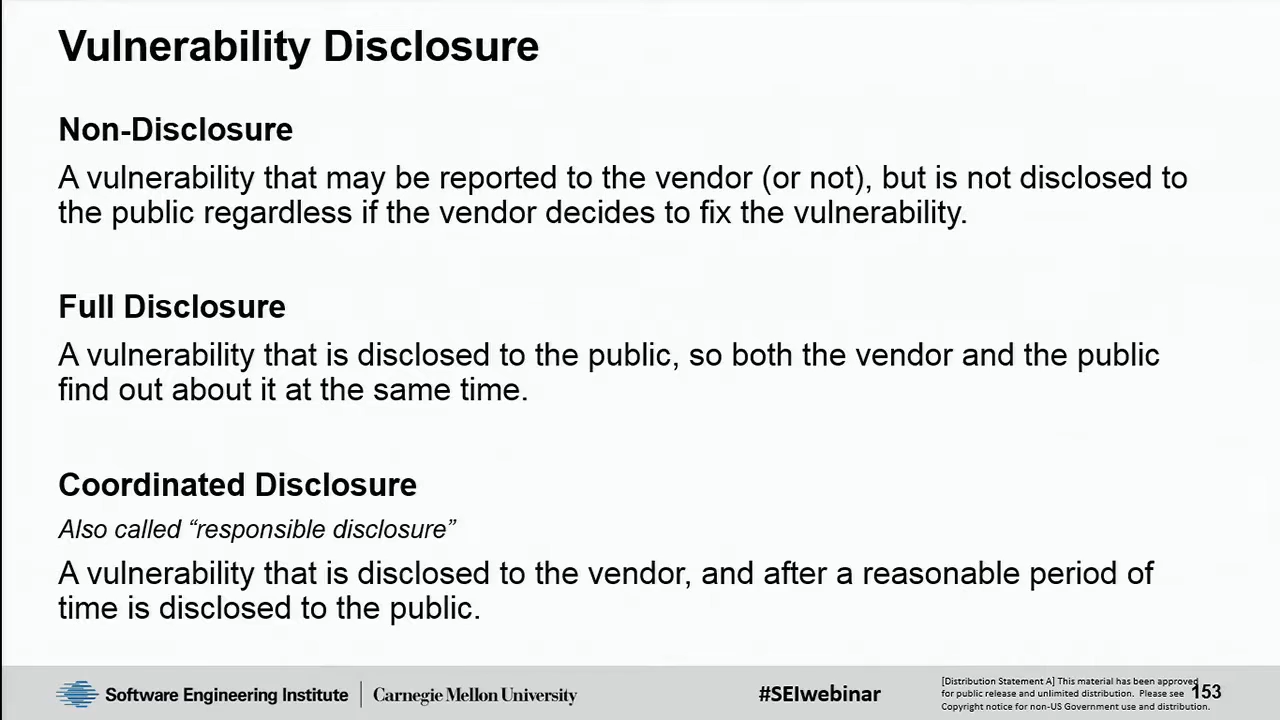 Vulnerability Disclosure
Non-Disclosure
A vulnerability that may be reported to the vendor (or not), but is not disclosed to
the public regardless if the vendor decides to fix the vulnerability.
Full Disclosure
A vulnerability that is disclosed to the public, so both the vendor and the public
find out about it at the same time.
Coordinated Disclosure
Also called “responsible disclosure”
A vulnerability that is disclosed to the vendor, and after a reasonable period of
time is disclosed to the public.
Software Engineering Institute
Carnegie Mellon University
#SEIwebinar
[Distribution Statement A] This material has been approved
for public release and unlimited distribution. Please see
Copyright notice for non-US Government use and distribution.
153